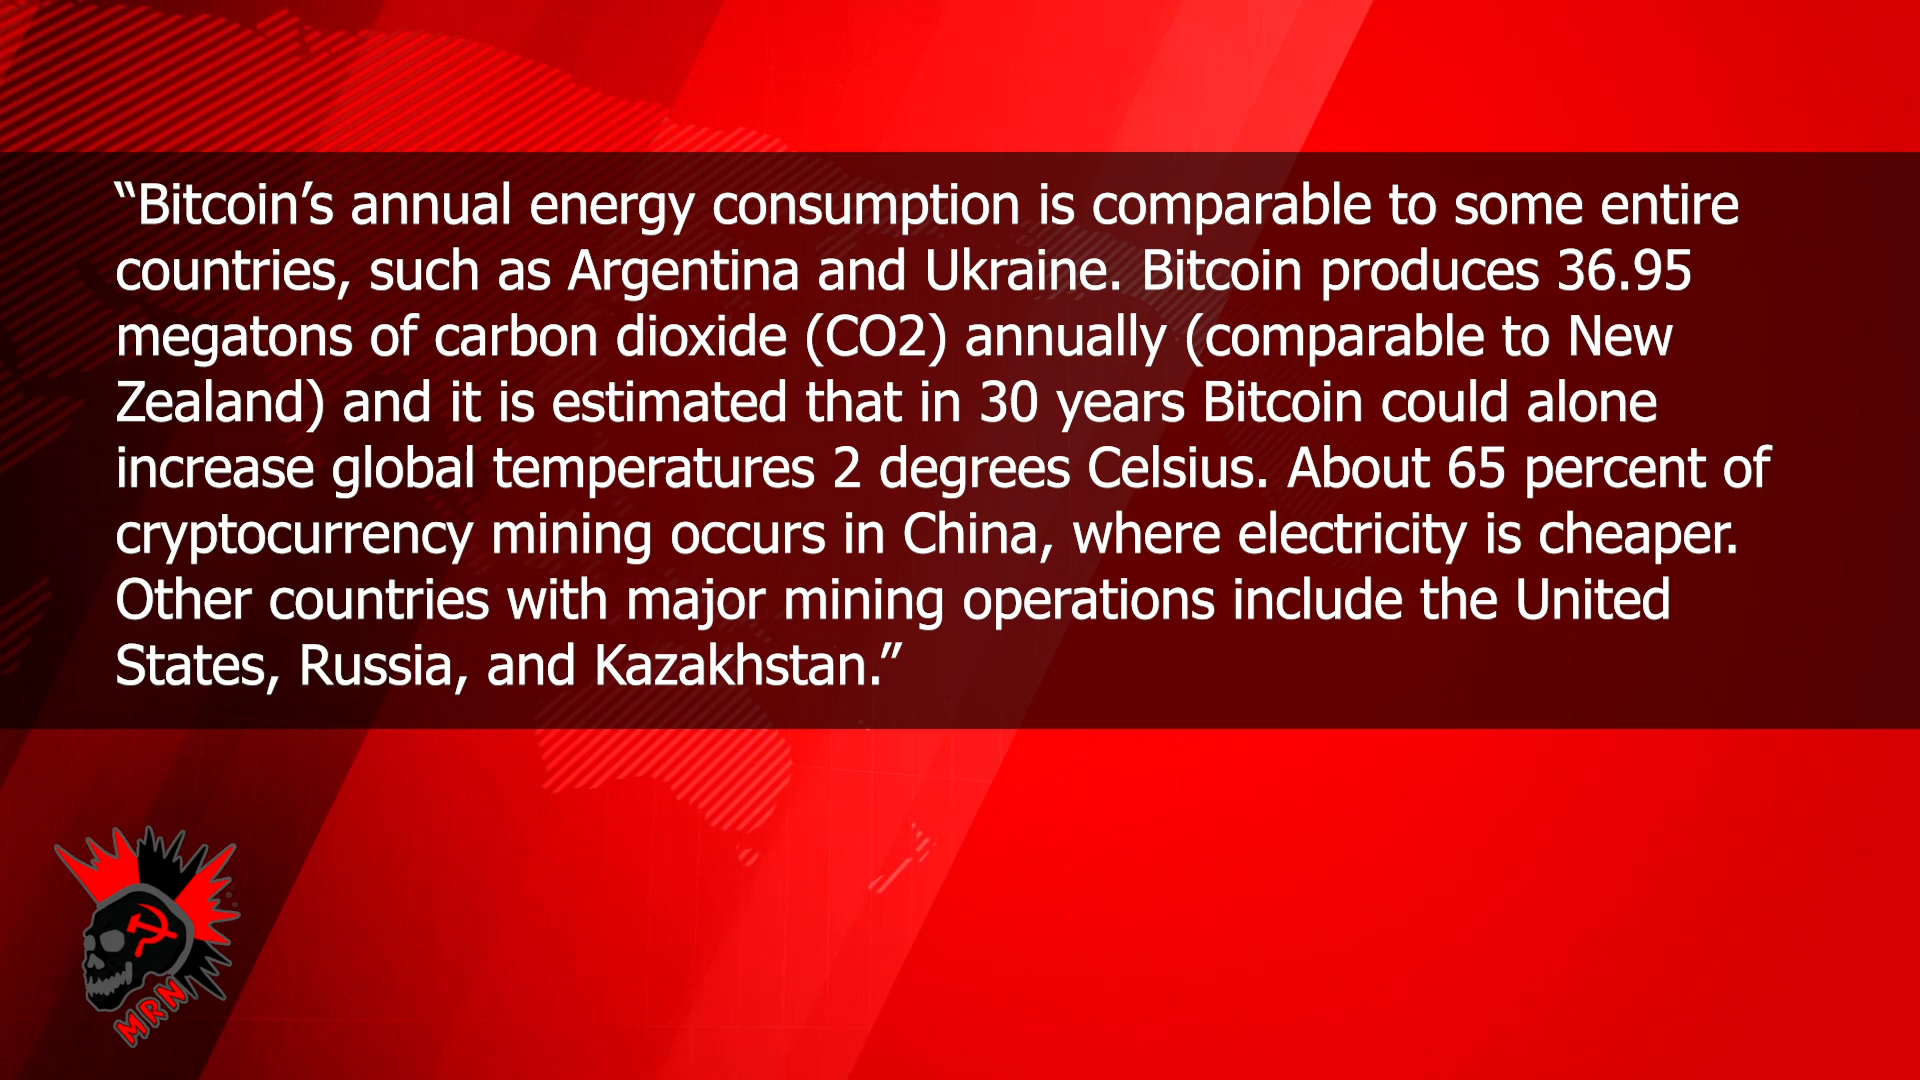 “Bitcoin’s annual energy consumption is comparable to some entire
countries, such as Argentina and Ukraine. Bitcoin produces 36.95
megatons of carbon dioxide (CO2) annually (comparable to New
Zealand) and it is estimated that in 30 years Bitcoin could alone
increase global temperatures 2 degrees Celsius. About 65 percent of
cryptocurrency mining occurs in China, where electricity is cheaper.
Other countries with major mining operations include the United
States, Russia, and Kazakhstan.”
MRN